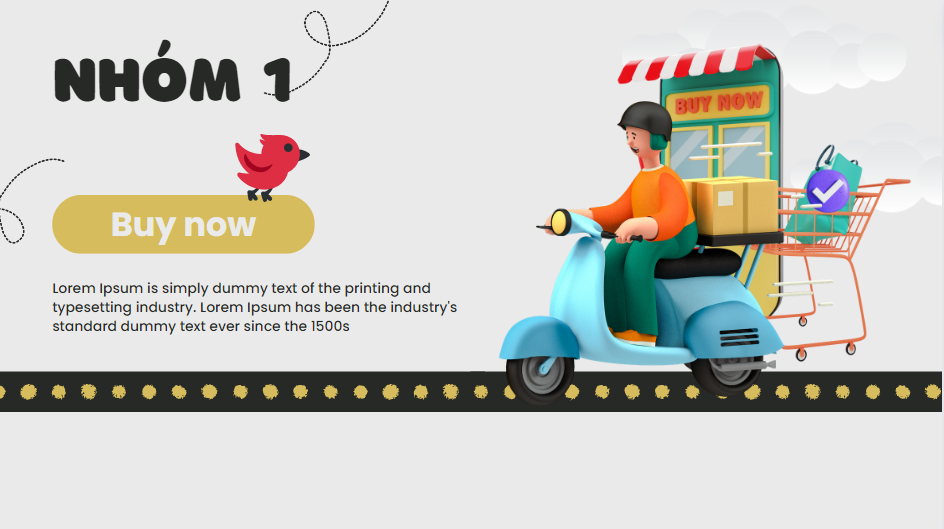 NHÓM 1
BUY NOW
Buy now
Lorem Ipsum is simply dummy text of the printing and
typesetting industry. Lorem Ipsum has been the industry's
standard dummy text ever since the 1500s